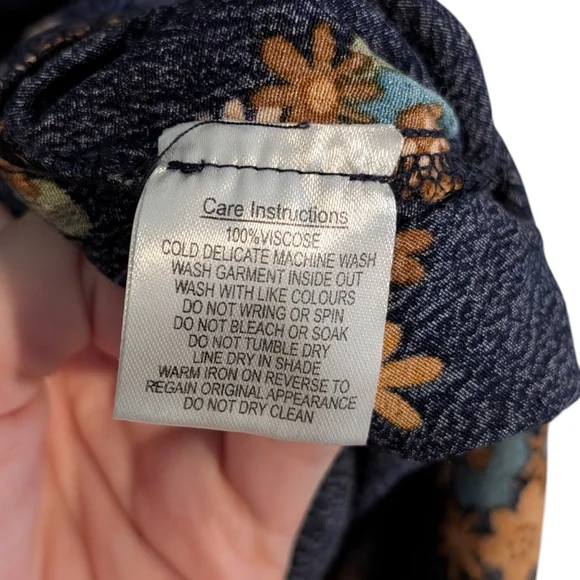 Care Instructions
100%VISCOSE
COLD DELICATE MACHINE WASH
WASH GARMENT INSIDE OUT
WASH WITH LIKE COLOURS
DO NOT WRING OR SPIN
DO NOT BLEACH OR SOAK
DO NOT TUMBLE DRY
LINE DRY IN SHADE
WARM IRON ON REVERSE TO
REGAIN ORIGINAL APPEARANCE
DO NOT DRY CLEAN